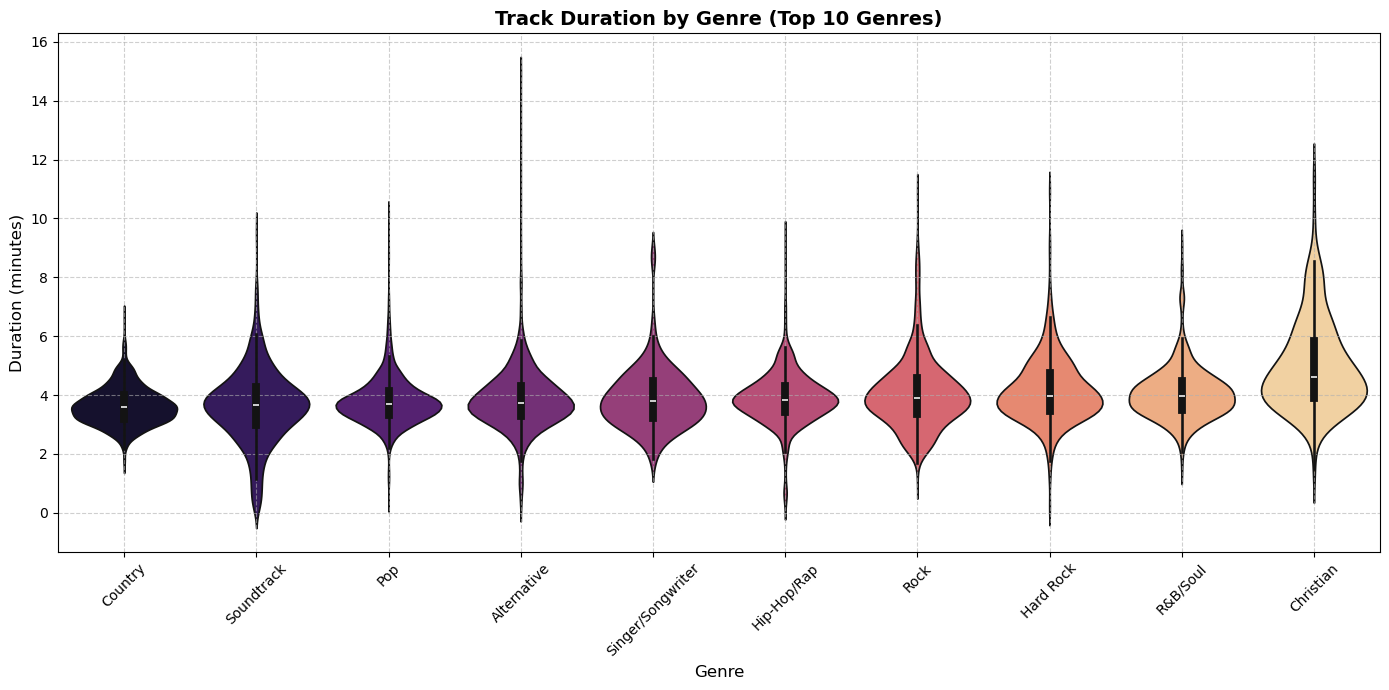 Track Duration by Genre (Top 10 Genres)
16
14
12
10
8
6
4
2
0
Duration (minutes)
Country
Soundtrack
Pop
Alternative
Singer/Songwriter
Hip-Hop/Rap
Rock
Hard Rock
R&B/Soul
Christian
Genre